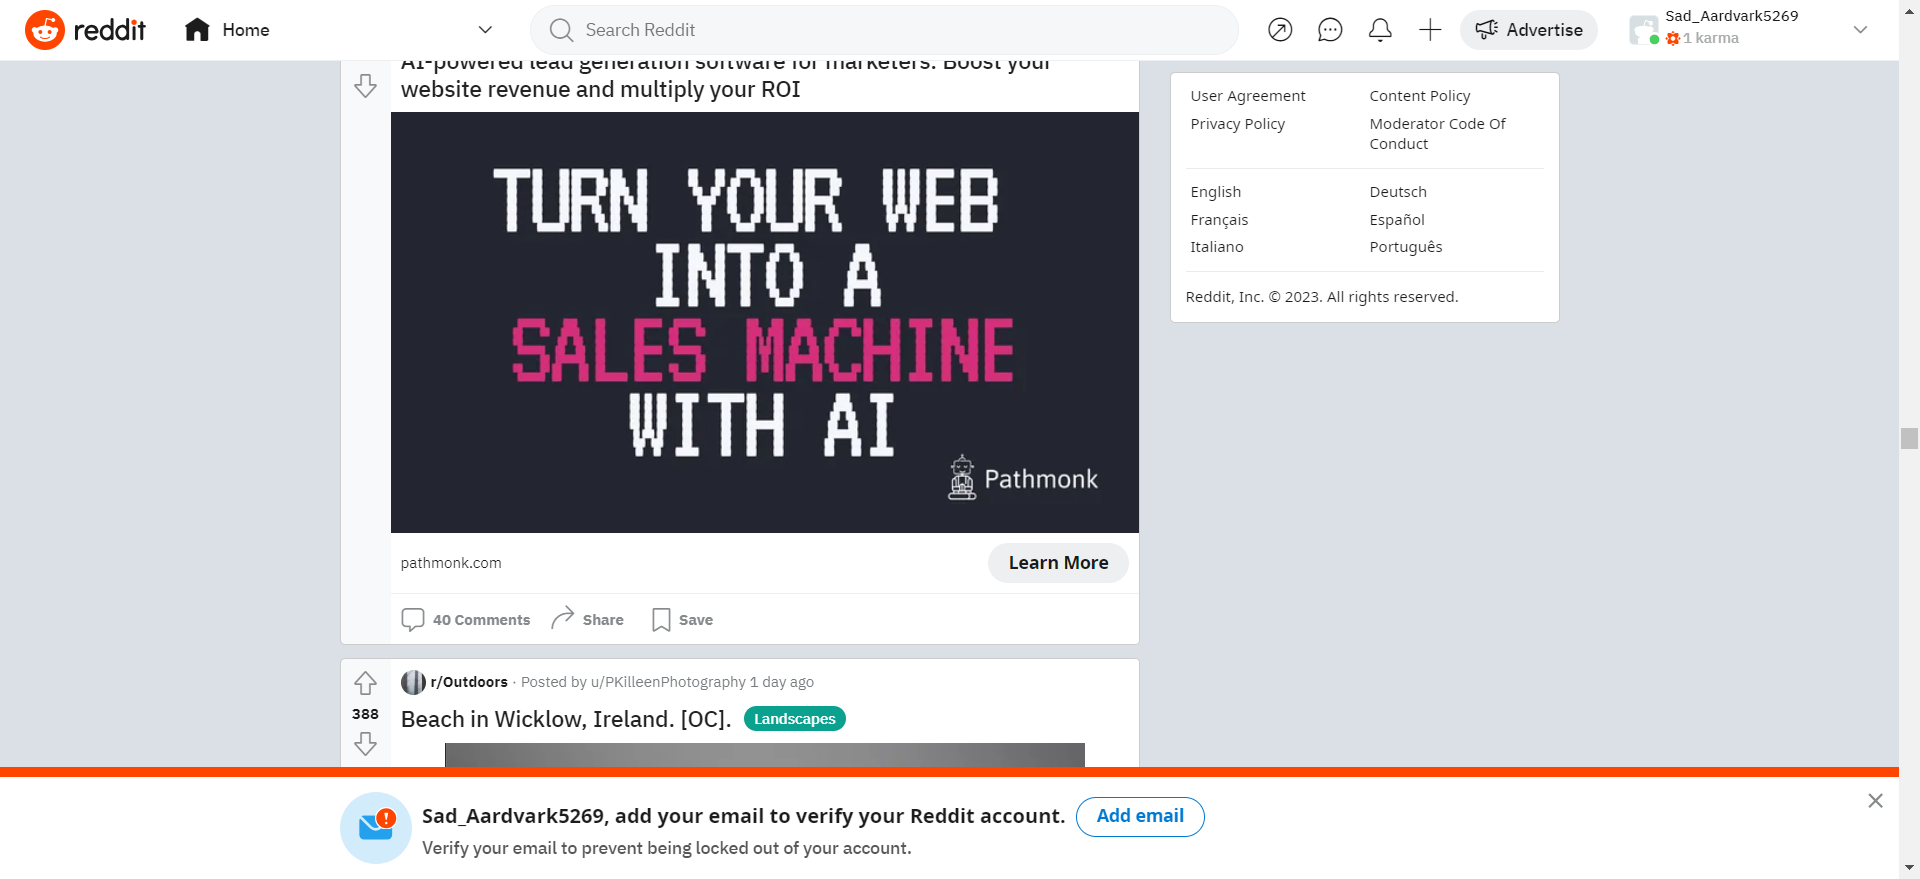 reddit
Home
Search Reddit
Advertise
Sad_Aardvark5269
1 karma
AI-powered lead generation software for marketers. Boost your
website revenue and multiply your ROI
TURN YOUR WEB
INTO A
SALES MACHINE
WITH AI
Pathmonk
pathmonk.com
Learn More
40 Comments
Share
Save
r/Outdoors · Posted by u/PKilleenPhotography 1 day ago
388
Beach in Wicklow, Ireland. [OC].
Landscapes
User Agreement
Content Policy
Privacy Policy
Moderator Code Of
Conduct
English
Deutsch
Français
Español
Italiano
Português
Reddit, Inc. © 2023. All rights reserved.
Sad_Aardvark5269, add your email to verify your Reddit account.
Add email
Verify your email to prevent being locked out of your account.